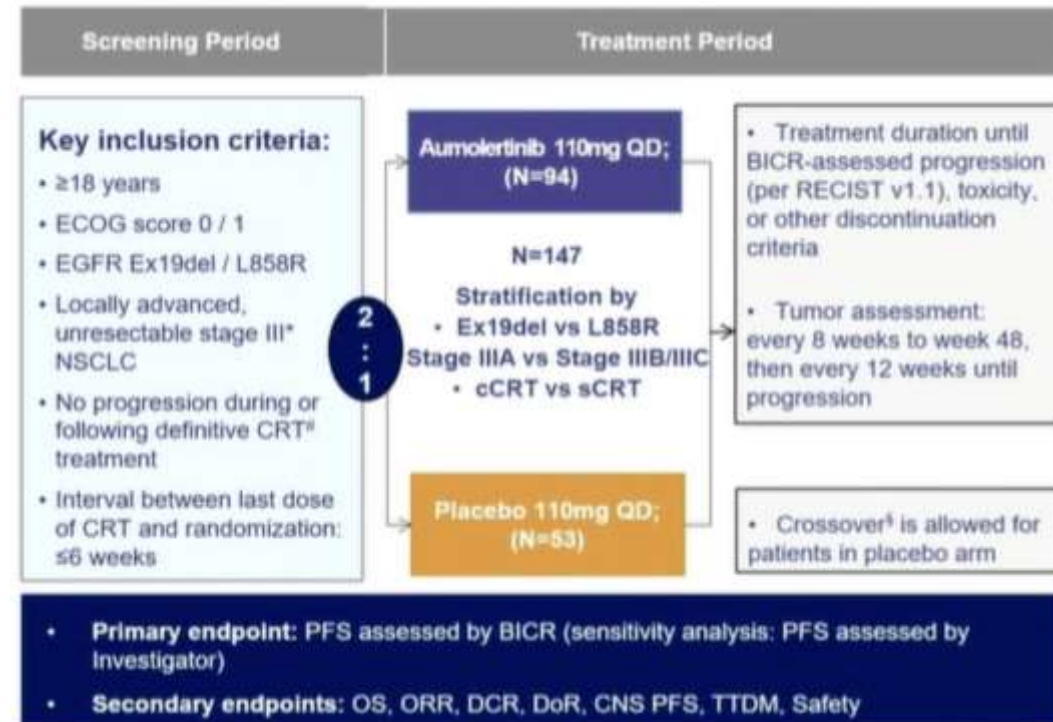 Screening Period
Treatment Period
Key inclusion criteria:
• ≥18 years
• ECOG score 0 / 1
• EGFR Ex19del / L858R
• Locally advanced,
unresectable stage III*
NSCLC
• No progression during or
following definitive CRT#
treatment
• Interval between last dose
of CRT and randomization:
≤6 weeks
2
:
1
Aumolertinib 110mg QD;
(N=94)
N=147
Stratification by
• Ex19del vs L858R
Stage IIIA vs Stage IIIB/IIIC
• cCRT vs sCRT
Placebo 110mg QD;
(N=53)
• Treatment duration until
BICR-assessed progression
(per RECIST v1.1), toxicity,
or other discontinuation
criteria
• Tumor assessment:
every 8 weeks to week 48,
then every 12 weeks until
progression
• Crossover§ is allowed for
patients in placebo arm
• Primary endpoint: PFS assessed by BICR (sensitivity analysis: PFS assessed by
Investigator)
• Secondary endpoints: OS, ORR, DCR, DoR, CNS PFS, TTDM, Safety